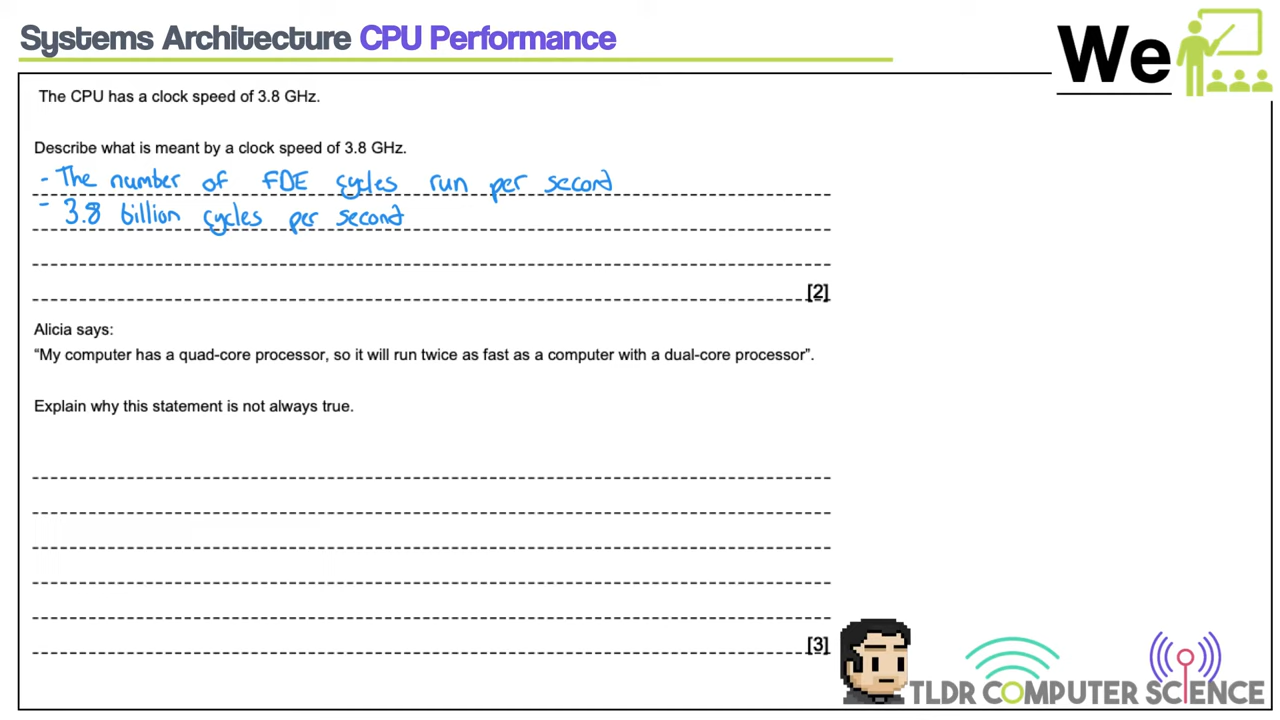 Systems Architecture CPU Performance
We
The CPU has a clock speed of 3.8 GHz.
Describe what is meant by a clock speed of 3.8 GHz.
- The number of FDE cycles run per second
- 3.8 billion cycles per second
[2]
Alicia says:
“My computer has a quad-core processor, so it will run twice as fast as a computer with a dual-core processor”.
Explain why this statement is not always true.
[3]
TLDR COMPUTER SCIENCE